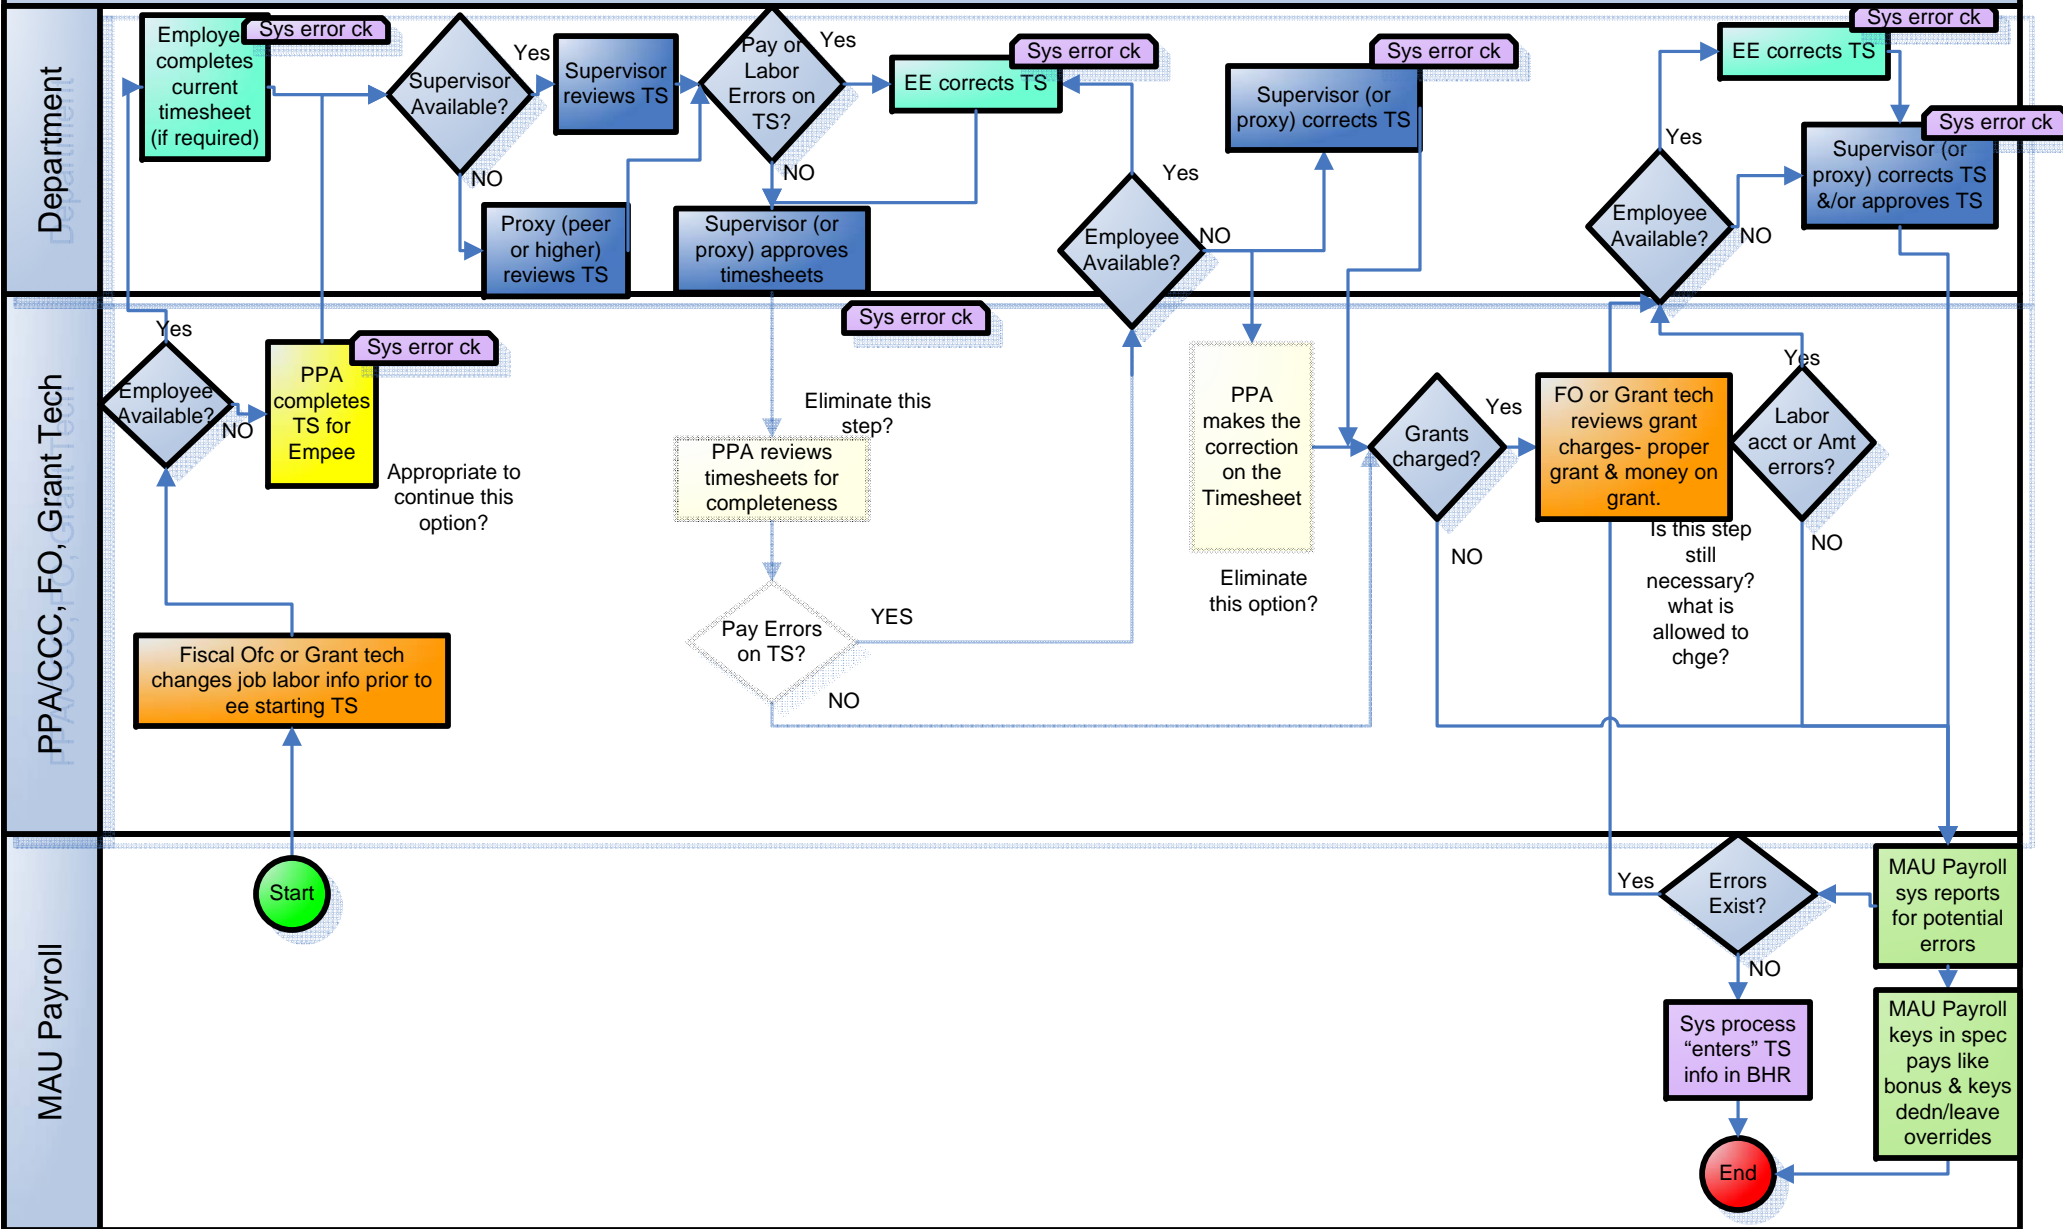 Department
Employe
completes
current
timesheet
(if required)
Sys error ck
Supervisor
Available?
Yes
NO
Supervisor
reviews TS
Proxy (peer
or higher)
reviews TS
Pay or
Labor
Errors on
TS?
Yes
NO
EE corrects TS
Sys error ck
Supervisor (or
proxy) approves
timesheets
Employee
Available?
Yes
NO
Supervisor (or
proxy) corrects TS
Sys error ck
EE corrects TS
Sys error ck
Yes
Employee
Available?
NO
Supervisor (or
proxy) corrects TS
&/or approves TS
Sys error ck
PPA/CCC, FO, Grant Tech
Yes
Employee
Available?
NO
PPA
completes
TS for
Empee
Sys error ck
Appropriate to
continue this
option?
Fiscal Ofc or Grant tech
changes job labor info prior to
ee starting TS
Sys error ck
Eliminate this
step?
PPA reviews
timesheets for
completeness
Pay Errors
on TS?
YES
NO
PPA
makes the
correction
on the
Timesheet
Eliminate
this option?
Grants
charged?
Yes
NO
FO or Grant tech
reviews grant
charges- proper
grant & money on
grant.
Is this step
still
necessary?
what is
allowed to
chge?
Yes
Labor
acct or Amt
errors?
NO
MAU Payroll
Start
Yes
Errors
Exist?
NO
MAU Payroll
sys reports
for potential
errors
Sys process
“enters” TS
info in BHR
MAU Payroll
keys in spec
pays like
bonus & keys
dedn/leave
overrides
End